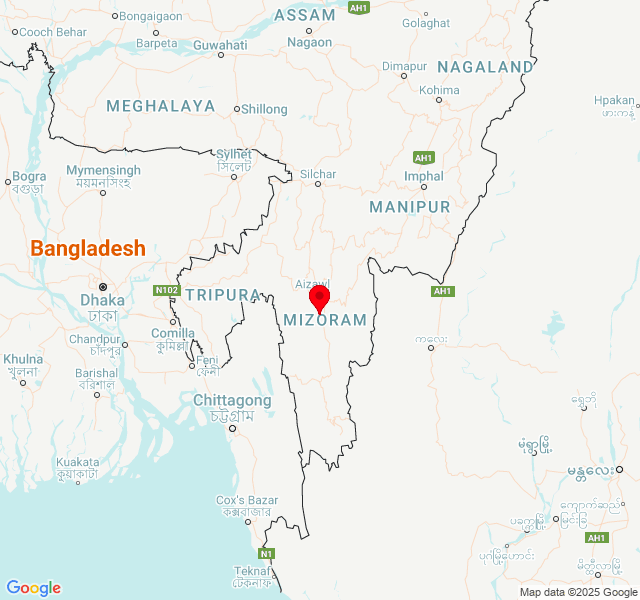 ASSAM
AH1
Bongaigaon
Golaghat
Cooch Behar
Barpeta
Guwahati
Nagaon
Dimapur
NAGALAND
Kohima
Hpakan
ဖားကန့်
MEGHALAYA
Shillong
Sylhet
সিলেট
AH1
Mymensingh
ময়মনসিংহ
Silchar
Imphal
Bogra
বগুড়া
MANIPUR
Bangladesh
Aizawl
N102
TRIPURA
AH1
Dhaka
ঢাকা
MIZORAM
Comilla
কুমিল্লা
Chandpur
চাঁদপুর
ကလေး
Khulna
খুলনা
Feni
ফেনী
Barishal
বরিশাল
Chittagong
চট্টগ্রাম
ရွှေဘို
မုံရွာမြို့
Kuakata
কুয়াকাটা
မန္တလေး
Cox's Bazar
কক্সবাজার
ကျောက်ဆည်
ပခုက္ကူမြို့
မြင်းခြံ
AH1
N1
ပုဂံမြို့ဟောင်း
Teknaf
টেকনাফ
မိတ္ထီလာမြို့
Google
Map data ©2025 Google